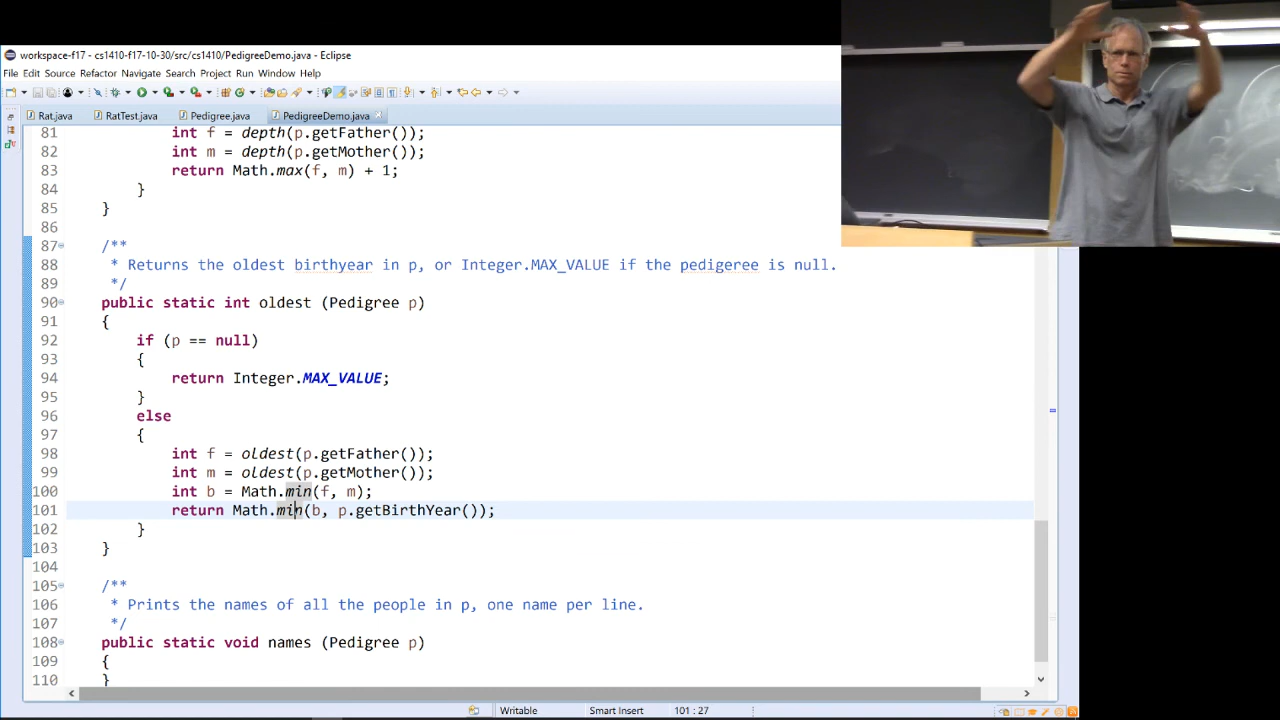 workspace-f17 - cs1410-f17-10-30/src/cs1410/PedigreeDemo.java - Eclipse
File Edit Source Refactor Navigate Search Project Run Window Help
Rat.java RatTest.java Pedigree.java PedigreeDemo.java
81 int f = depth(p.getFather());
82 int m = depth(p.getMother());
83 return Math.max(f, m) + 1;
84 }
85 }
86
87 /**
88 * Returns the oldest birthyear in p, or Integer.MAX_VALUE if the pedigeree is null.
89 */
90 public static int oldest (Pedigree p)
91 {
92 if (p == null)
93 {
94 return Integer.MAX_VALUE;
95 }
96 else
97 {
98 int f = oldest(p.getFather());
99 int m = oldest(p.getMother());
100 int b = Math.min(f, m);
101 return Math.min(b, p.getBirthYear());
102 }
103 }
104
105 /**
106 * Prints the names of all the people in p, one name per line.
107 */
108 public static void names (Pedigree p)
109 {
110 }
Writable Smart Insert 101 : 27